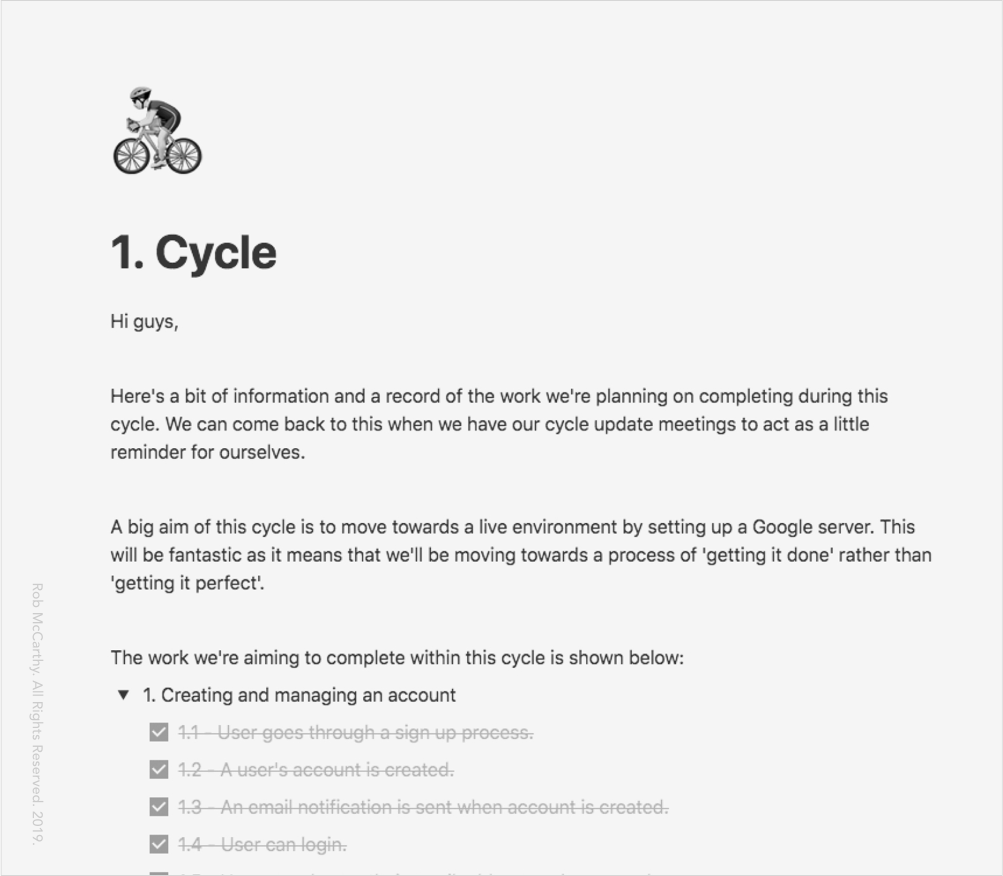 1. Cycle
Hi guys,
Here's a bit of information and a record of the work we're planning on completing during this
cycle. We can come back to this when we have our cycle update meetings to act as a little
reminder for ourselves.
A big aim of this cycle is to move towards a live environment by setting up a Google server. This
will be fantastic as it means that we'll be moving towards a process of 'getting it done' rather than
'getting it perfect'.
The work we're aiming to complete within this cycle is shown below:
1. Creating and managing an account
1.1 - User goes through a sign up process.
1.2 - A user's account is created.
1.3 - An email notification is sent when account is created.
1.4 - User can login.
Rob McCarthy. All Rights Reserved. 2019.